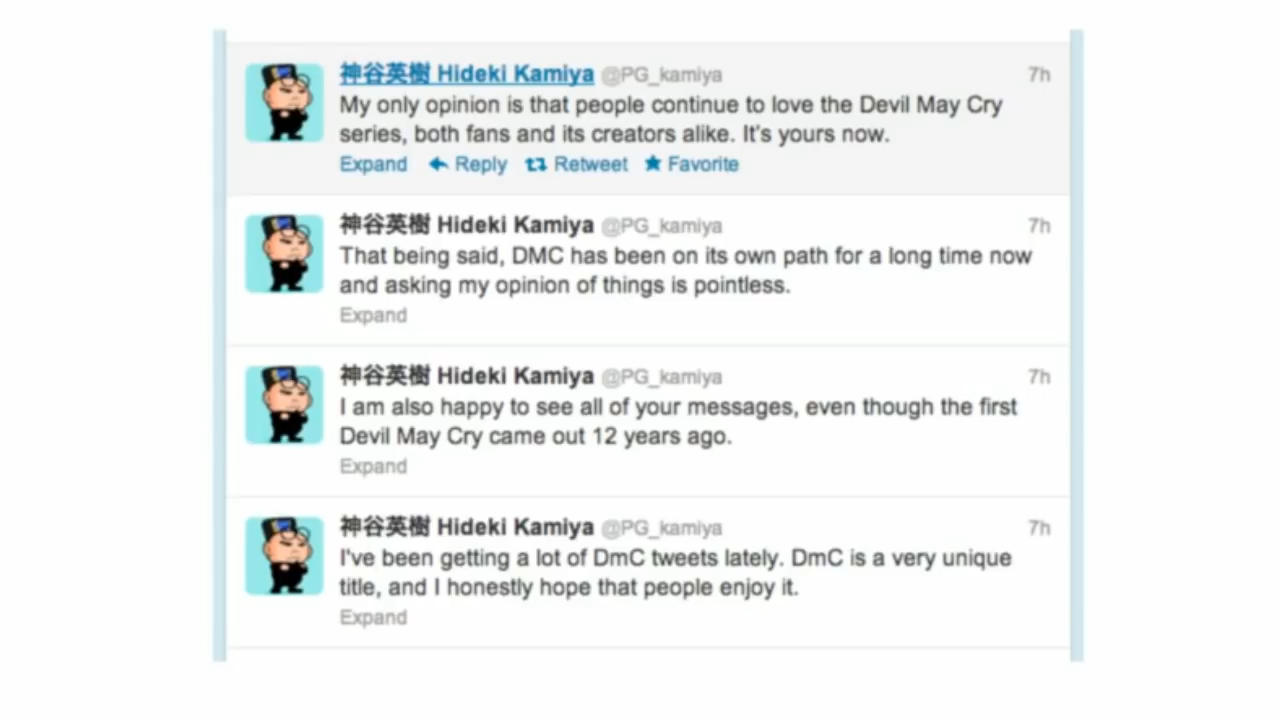 神谷英樹 Hideki Kamiya @PG_kamiya 7h
My only opinion is that people continue to love the Devil May Cry
series, both fans and its creators alike. It's yours now.
Expand Reply Retweet Favorite
神谷英樹 Hideki Kamiya @PG_kamiya 7h
That being said, DMC has been on its own path for a long time now
and asking my opinion of things is pointless.
Expand
神谷英樹 Hideki Kamiya @PG_kamiya 7h
I am also happy to see all of your messages, even though the first
Devil May Cry came out 12 years ago.
Expand
神谷英樹 Hideki Kamiya @PG_kamiya 7h
I've been getting a lot of DmC tweets lately. DmC is a very unique
title, and I honestly hope that people enjoy it.
Expand